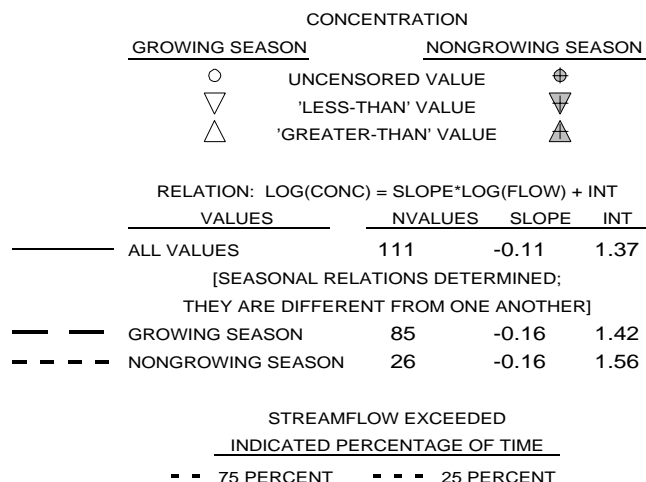 CONCENTRATION
GROWING SEASON NONGROWING SEASON
UNCENSORED VALUE
'LESS-THAN' VALUE
'GREATER-THAN' VALUE
RELATION: LOG(CONC) = SLOPE*LOG(FLOW) + INT
VALUES NVALUES SLOPE INT
ALL VALUES 111 -0.11 1.37
[SEASONAL RELATIONS DETERMINED;
THEY ARE DIFFERENT FROM ONE ANOTHER]
GROWING SEASON 85 -0.16 1.42
NONGROWING SEASON 26 -0.16 1.56
STREAMFLOW EXCEEDED
INDICATED PERCENTAGE OF TIME
75 PERCENT 25 PERCENT